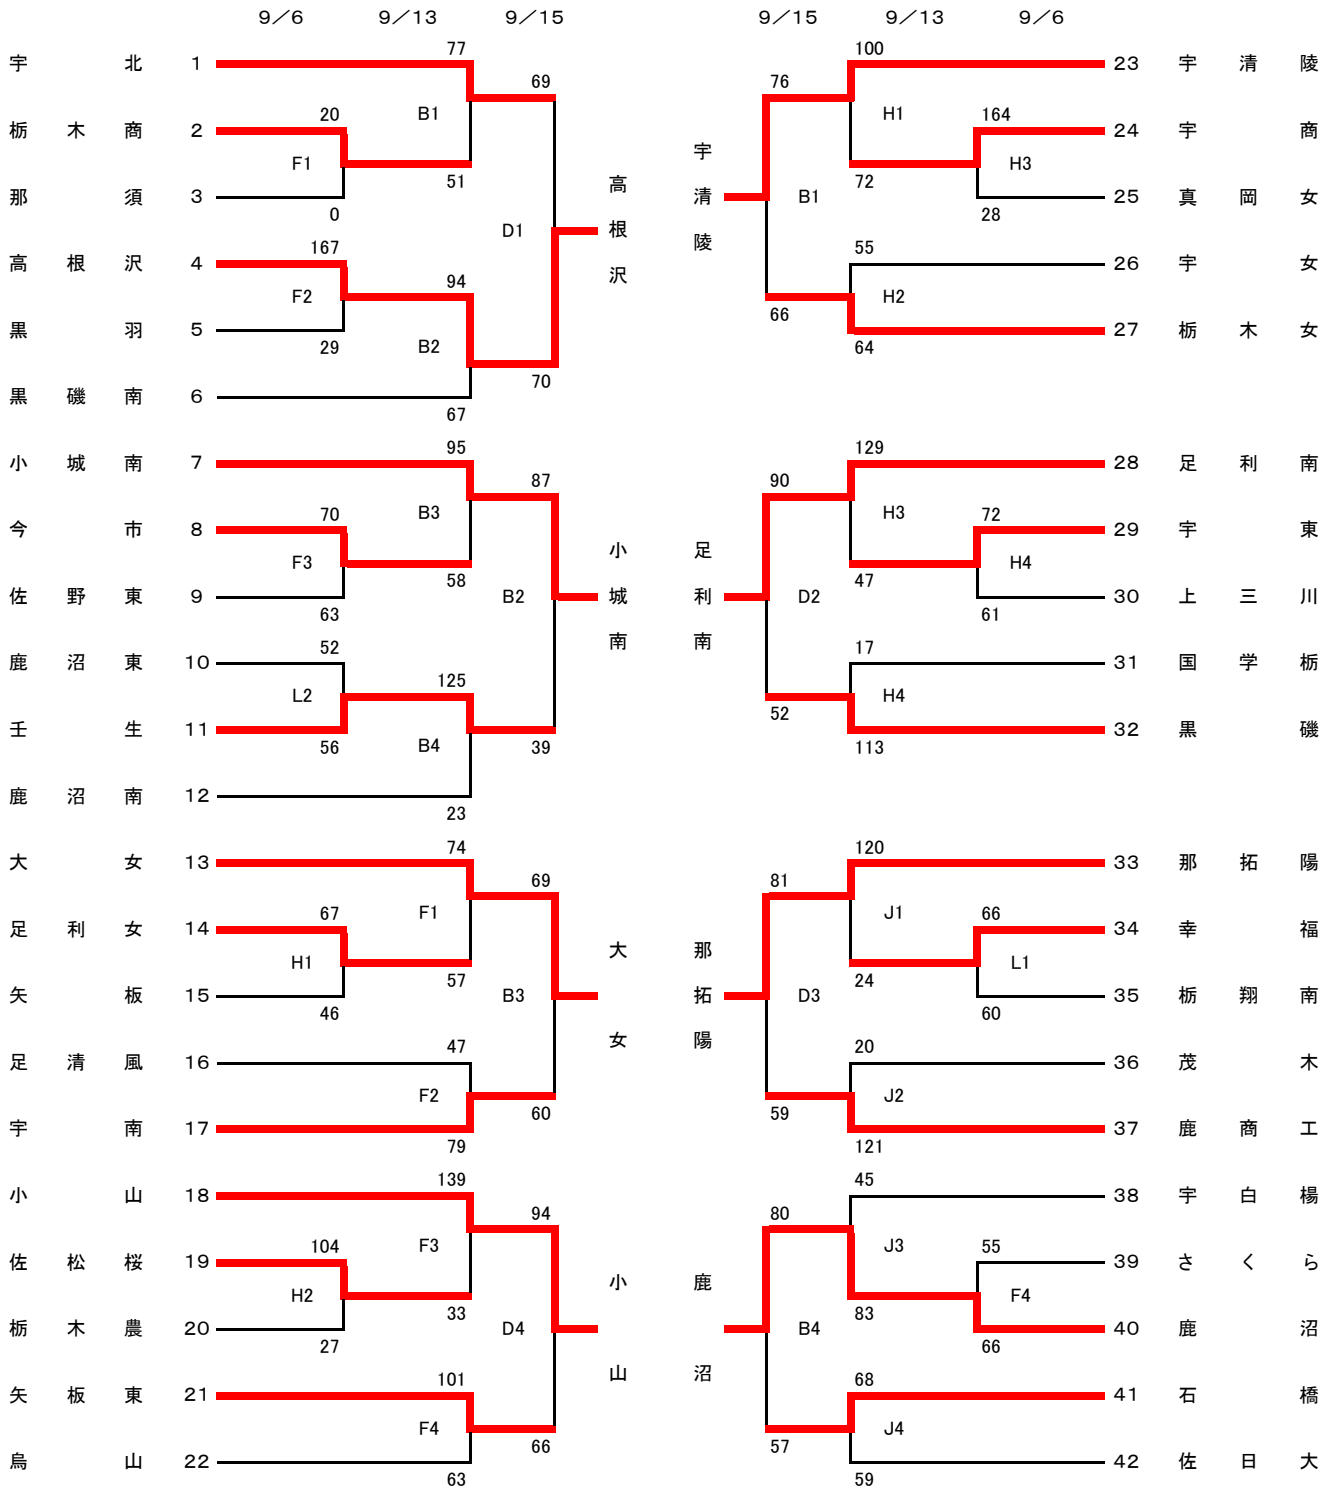 9／6 9／13 9／15 9／15 9／13 9／6
77 100
宇北 1 23 宇清陵
69 76
20 B1 H1 164
栃木商 2 24 宇商
F1 H3
51 72
那須 3 B1 25 真岡女
0 28
高根沢
宇清陵
D1
167 55
高根沢 4 26 宇女
F2 94 H2
66
黒羽 5 27 栃木女
29 B2 64
70
黒磯南 6
67
95 129
小城南 7 28 足利南
87 90
70 B3 H3 72
今市 8 29 宇東
F3 H4
58 47
佐野東 9 B2 D2 30 上三川
63 61
小城南
足利南
52 17
鹿沼東 10 31 国学栃
L2 125 H4
52
壬生 11 32 黒磯
56 B4 39 113
鹿沼南 12
23
74 120
大女 13 33 那拓陽
69 81
67 F1 J1 66
足利女 14 34 幸福
H1 L1
57 24
矢板 15 B3 D3 35 栃翔南
46 60
大女
那拓陽
47 20
足清風 16 36 茂木
F2 J2
60 59
宇南 17 37 鹿商工
79 121
139 45
小山 18 38 宇白楊
94 80
104 F3 J3 55
佐松桜 19 39 さくら
H2 F4
33 83
栃木農 20 D4 B4 40 鹿沼
27 66
小山
鹿沼
101 68
矢板東 21 41 石橋
F4 J4
66 57
烏山 22 42 佐日大
63 59